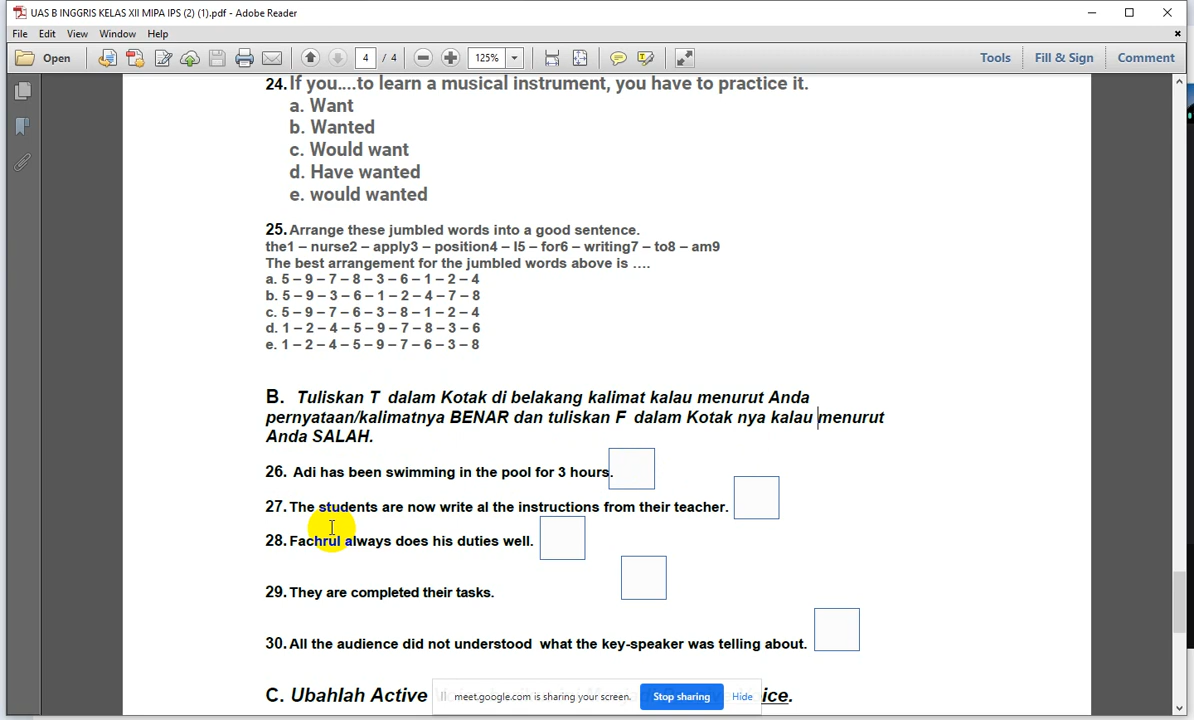 UAS B INGGRIS KELAS XII MIPA IPS (2) (1).pdf - Adobe Reader
File Edit View Window Help
Open 4 / 4 125% Tools Fill & Sign Comment
24. If you....to learn a musical instrument, you have to practice it.
a. Want
b. Wanted
c. Would want
d. Have wanted
e. would wanted
25. Arrange these jumbled words into a good sentence.
the1 – nurse2 – apply3 – position4 – I5 – for6 – writing7 – to8 – am9
The best arrangement for the jumbled words above is ....
a. 5 – 9 – 7 – 8 – 3 – 6 – 1 – 2 – 4
b. 5 – 9 – 3 – 6 – 1 – 2 – 4 – 7 – 8
c. 5 – 9 – 7 – 6 – 3 – 8 – 1 – 2 – 4
d. 1 – 2 – 4 – 5 – 9 – 7 – 8 – 3 – 6
e. 1 – 2 – 4 – 5 – 9 – 7 – 6 – 3 – 8
B. Tuliskan T dalam Kotak di belakang kalimat kalau menurut Anda
pernyataan/kalimatnya BENAR dan tuliskan F dalam Kotak nya kalau menurut
Anda SALAH.
26. Adi has been swimming in the pool for 3 hours.
27. The students are now write al the instructions from their teacher.
28. Fachrul always does his duties well.
29. They are completed their tasks.
30. All the audience did not understood what the key-speaker was telling about.
C. Ubahlah Active ice.
meet.google.com is sharing your screen. Stop sharing Hide